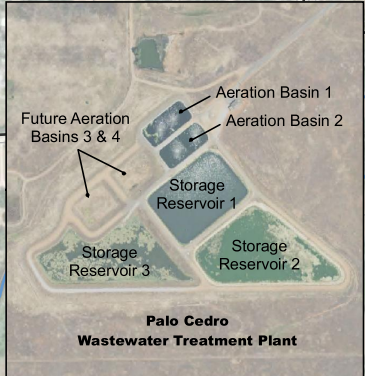 Aeration Basin 1
Future Aeration
Basins 3 & 4
Aeration Basin 2
Storage
Reservoir 1
Storage
Reservoir 3
Storage
Reservoir 2
Palo Cedro
Wastewater Treatment Plant